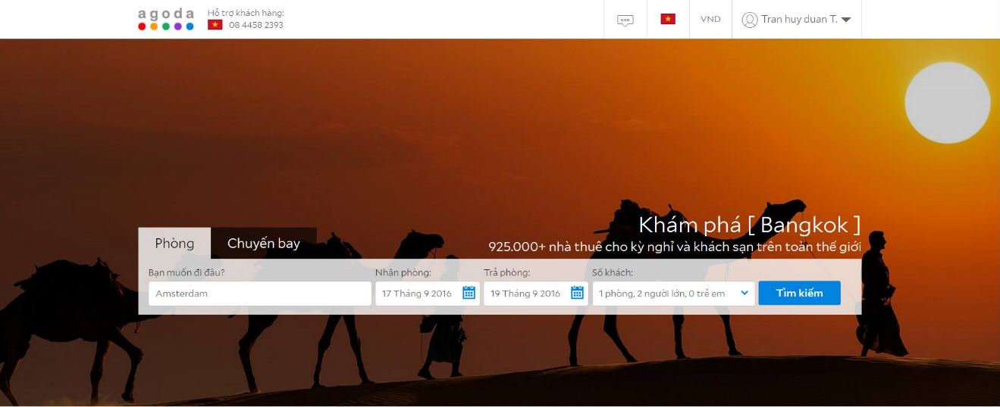 agoda
Hỗ trợ khách hàng:
08 4458 2393
VND
Tran huy duan T.
Khám phá [ Bangkok ]
925.000+ nhà thuê cho kỳ nghỉ và khách sạn trên toàn thế giới
Phòng
Chuyến bay
Bạn muốn đi đâu?
Nhận phòng:
Trả phòng:
Số khách:
Amsterdam
17 Tháng 9 2016
19 Tháng 9 2016
1 phòng, 2 người lớn, 0 trẻ em
Tìm kiếm